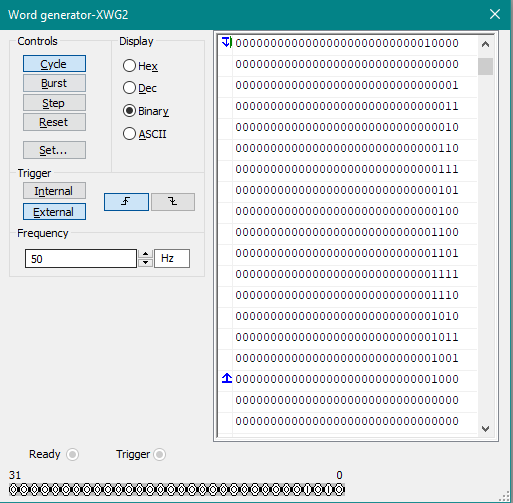 Word generator-XWG2
Controls
Cycle
Burst
Step
Reset
Set...
Display
Hex
Dec
Binary
ASCII
Trigger
Internal
External
Frequency
50
Hz
00000000000000000000000000010000
00000000000000000000000000000000
00000000000000000000000000000001
00000000000000000000000000000011
00000000000000000000000000000010
00000000000000000000000000000110
00000000000000000000000000000111
00000000000000000000000000000101
00000000000000000000000000000100
00000000000000000000000000001100
00000000000000000000000000001101
00000000000000000000000000001111
00000000000000000000000000001110
00000000000000000000000000001010
00000000000000000000000000001011
00000000000000000000000000001001
00000000000000000000000000001000
00000000000000000000000000000000
00000000000000000000000000000000
Ready
Trigger
31 0